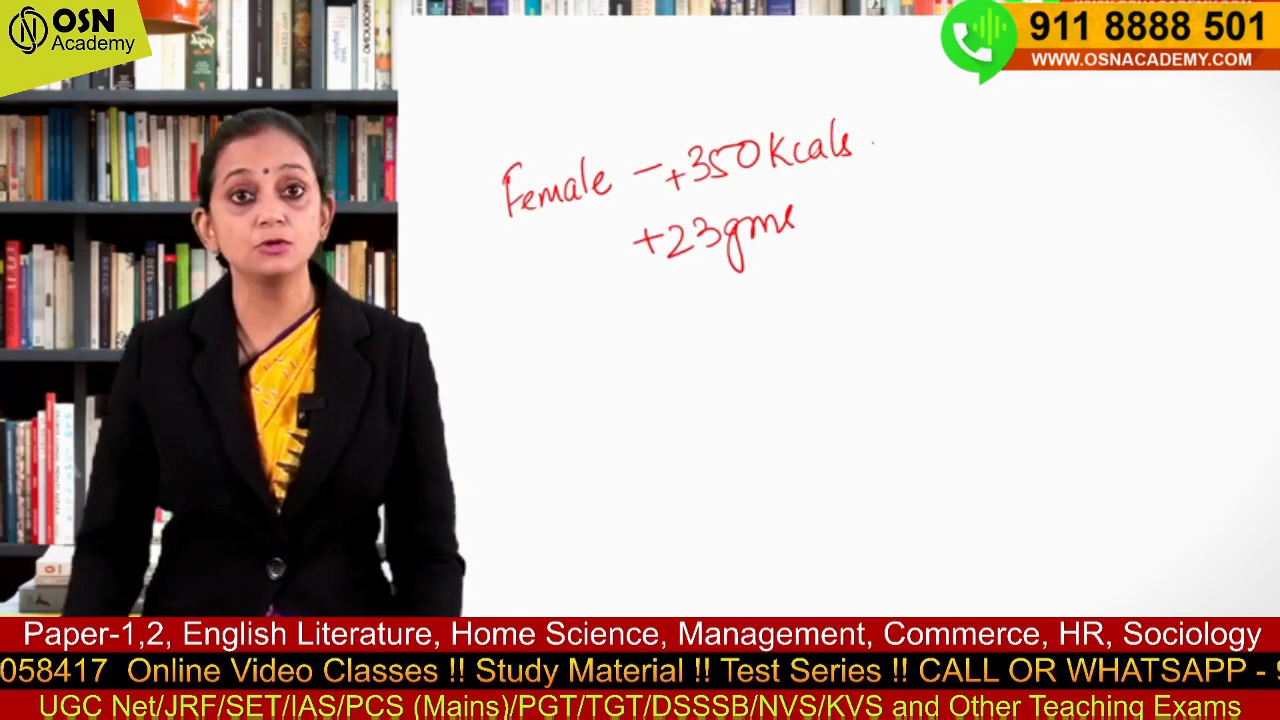 OSN
Academy
911 8888 501
WWW.OSNACADEMY.COM
Female - +350 Kcals
+23gms
Paper-1,2, English Literature, Home Science, Management, Commerce, HR, Sociology
058417 Online Video Classes !! Study Material !! Test Series !! CALL OR WHATSAPP - 9
UGC Net/JRF/SET/IAS/PCS (Mains)/PGT/TGT/DSSSB/NVS/KVS and Other Teaching Exams